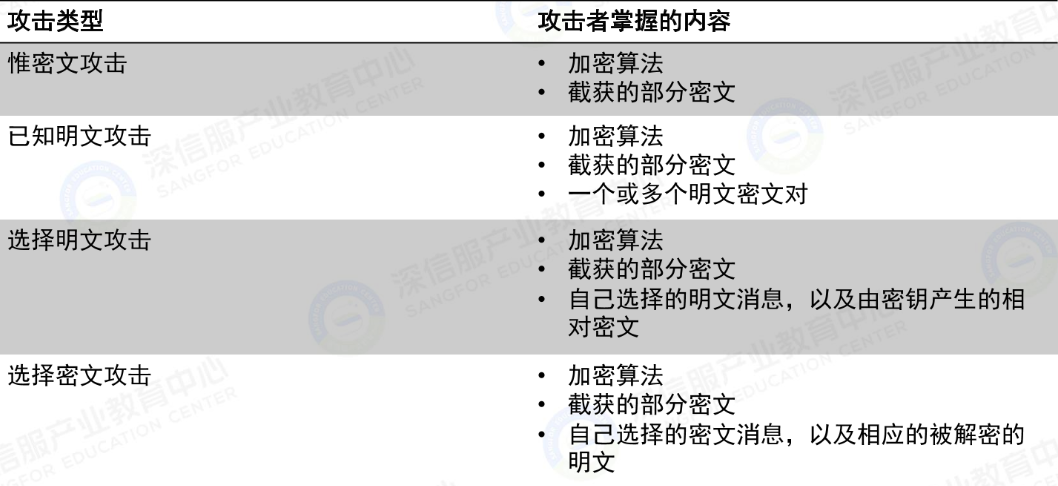 攻击类型 攻击者掌握的内容
惟密文攻击
• 加密算法
• 截获的部分密文
已知明文攻击
• 加密算法
• 截获的部分密文
• 一个或多个明文密文对
选择明文攻击
• 加密算法
• 截获的部分密文
• 自己选择的明文消息，以及由密钥产生的相
对密文
选择密文攻击
• 加密算法
• 截获的部分密文
• 自己选择的密文消息，以及相应的被解密的
明文
深信服产业教育中心
SANGFOR EDUCATION CENTER